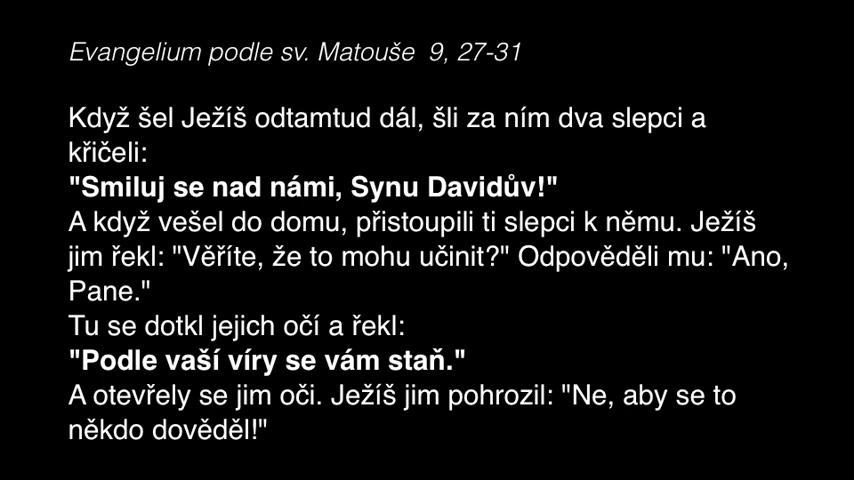 Evangelium podle sv. Matouše 9, 27-31
Když šel Ježíš odtamtud dál, šli za ním dva slepci a
křičeli:
"Smiluj se nad námi, Synu Davidův!"
A když vešel do domu, přistoupili ti slepci k němu. Ježíš
jim řekl: "Věříte, že to mohu učinit?" Odpověděli mu: "Ano,
Pane."
Tu se dotkl jejich očí a řekl:
"Podle vaší víry se vám staň."
A otevřely se jim oči. Ježíš jim pohrozil: "Ne, aby se to
někdo dověděl!"